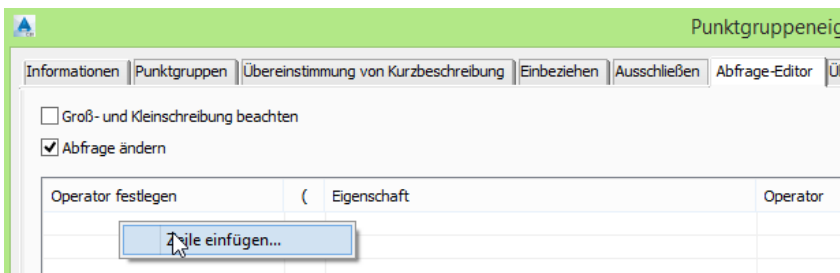 Punktgruppeneig
Informationen Punktgruppen Übereinstimmung von Kurzbeschreibung Einbeziehen Ausschließen Abfrage-Editor Ü
Groß- und Kleinschreibung beachten
Abfrage ändern
Operator festlegen ( Eigenschaft Operator
Zeile einfügen...